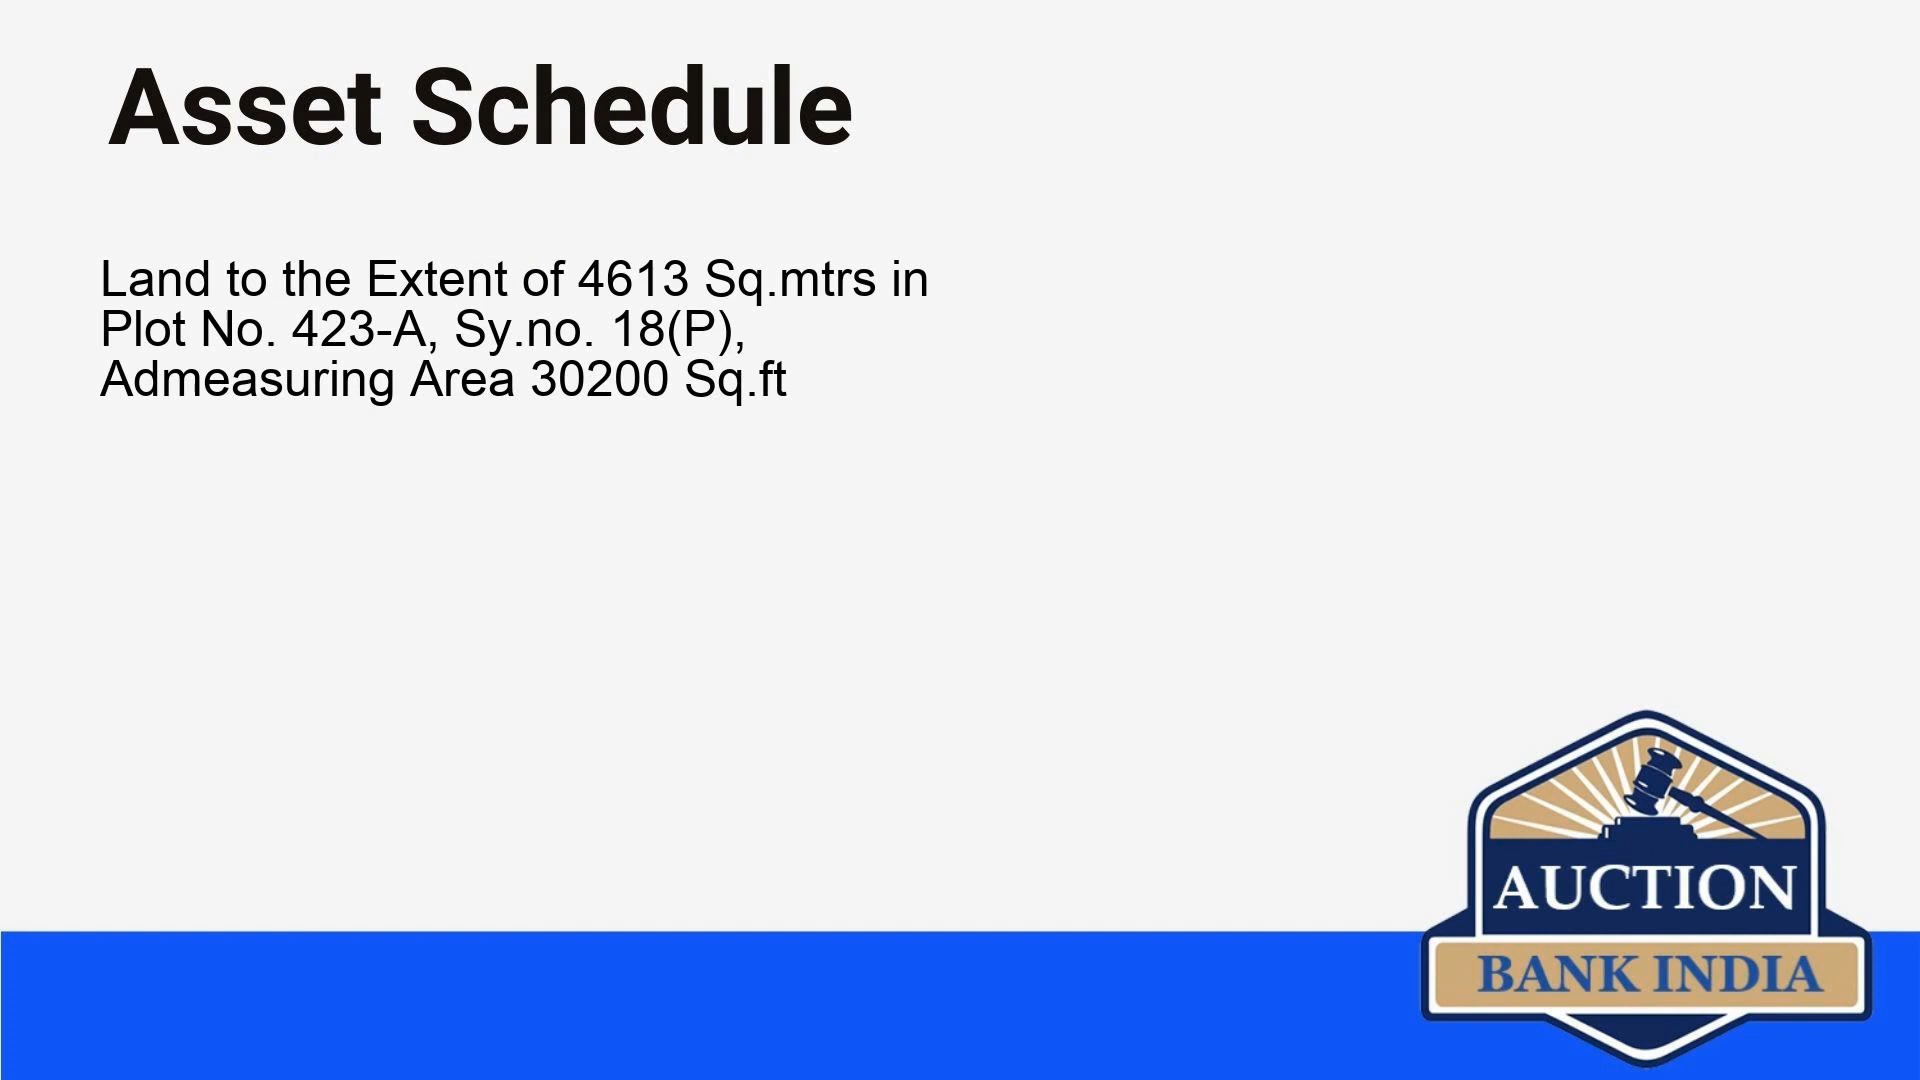 Asset Schedule
Land to the Extent of 4613 Sq.mtrs in
Plot No. 423-A, Sy.no. 18(P),
Admeasuring Area 30200 Sq.ft
AUCTION
BANK INDIA